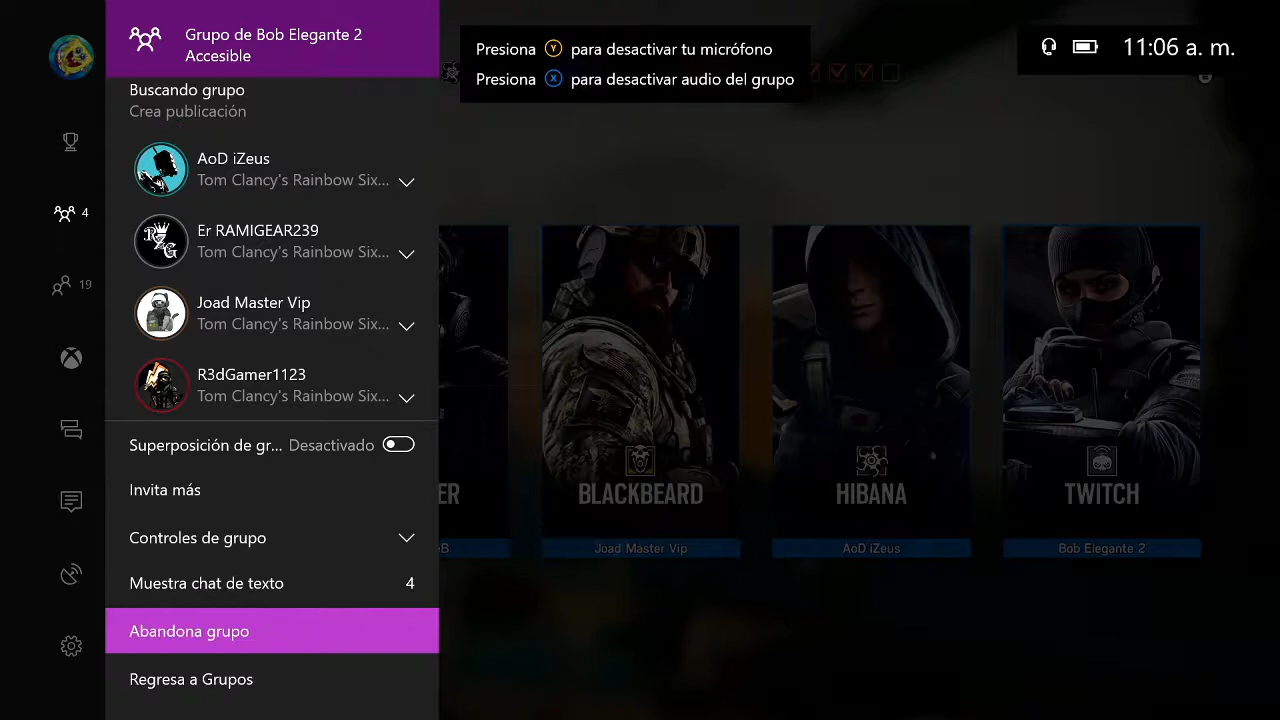 Grupo de Bob Elegante 2
Accesible
Presiona Y para desactivar tu micrófono
Presiona X para desactivar audio del grupo
11:06 a. m.
Buscando grupo
Crea publicación
AoD iZeus
Tom Clancy's Rainbow Six...
Er RAMIGEAR239
Tom Clancy's Rainbow Six...
RZG
Joad Master Vip
Tom Clancy's Rainbow Six...
R3dGamer1123
Tom Clancy's Rainbow Six...
4
19
Superposición de gr... Desactivado
Invita más
Controles de grupo
Muestra chat de texto 4
Abandona grupo
Regresa a Grupos
ER
BLACKBEARD
HIBANA
TWITCH
eB
Joad Master Vip
AoD iZeus
Bob Elegante 2